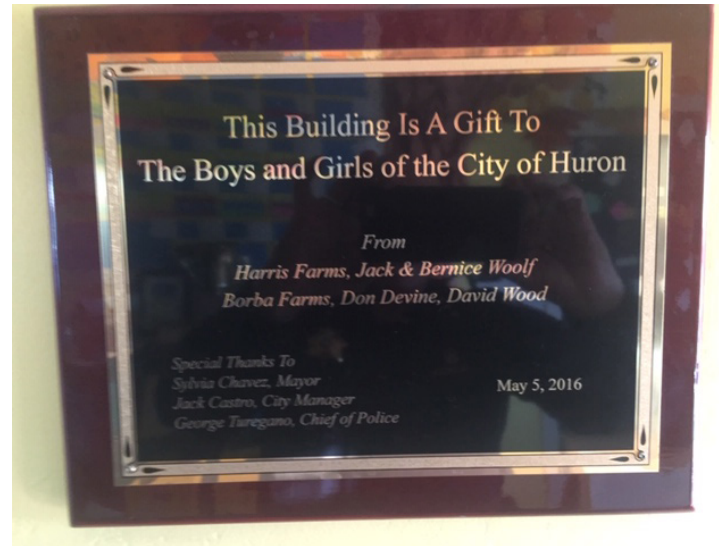 This Building Is A Gift To
The Boys and Girls of the City of Huron
From
Harris Farms, Jack & Bernice Woolf
Borba Farms, Don Devine, David Wood
Special Thanks To
Sylvia Chavez, Mayor
Jack Castro, City Manager
George Turegano, Chief of Police
May 5, 2016